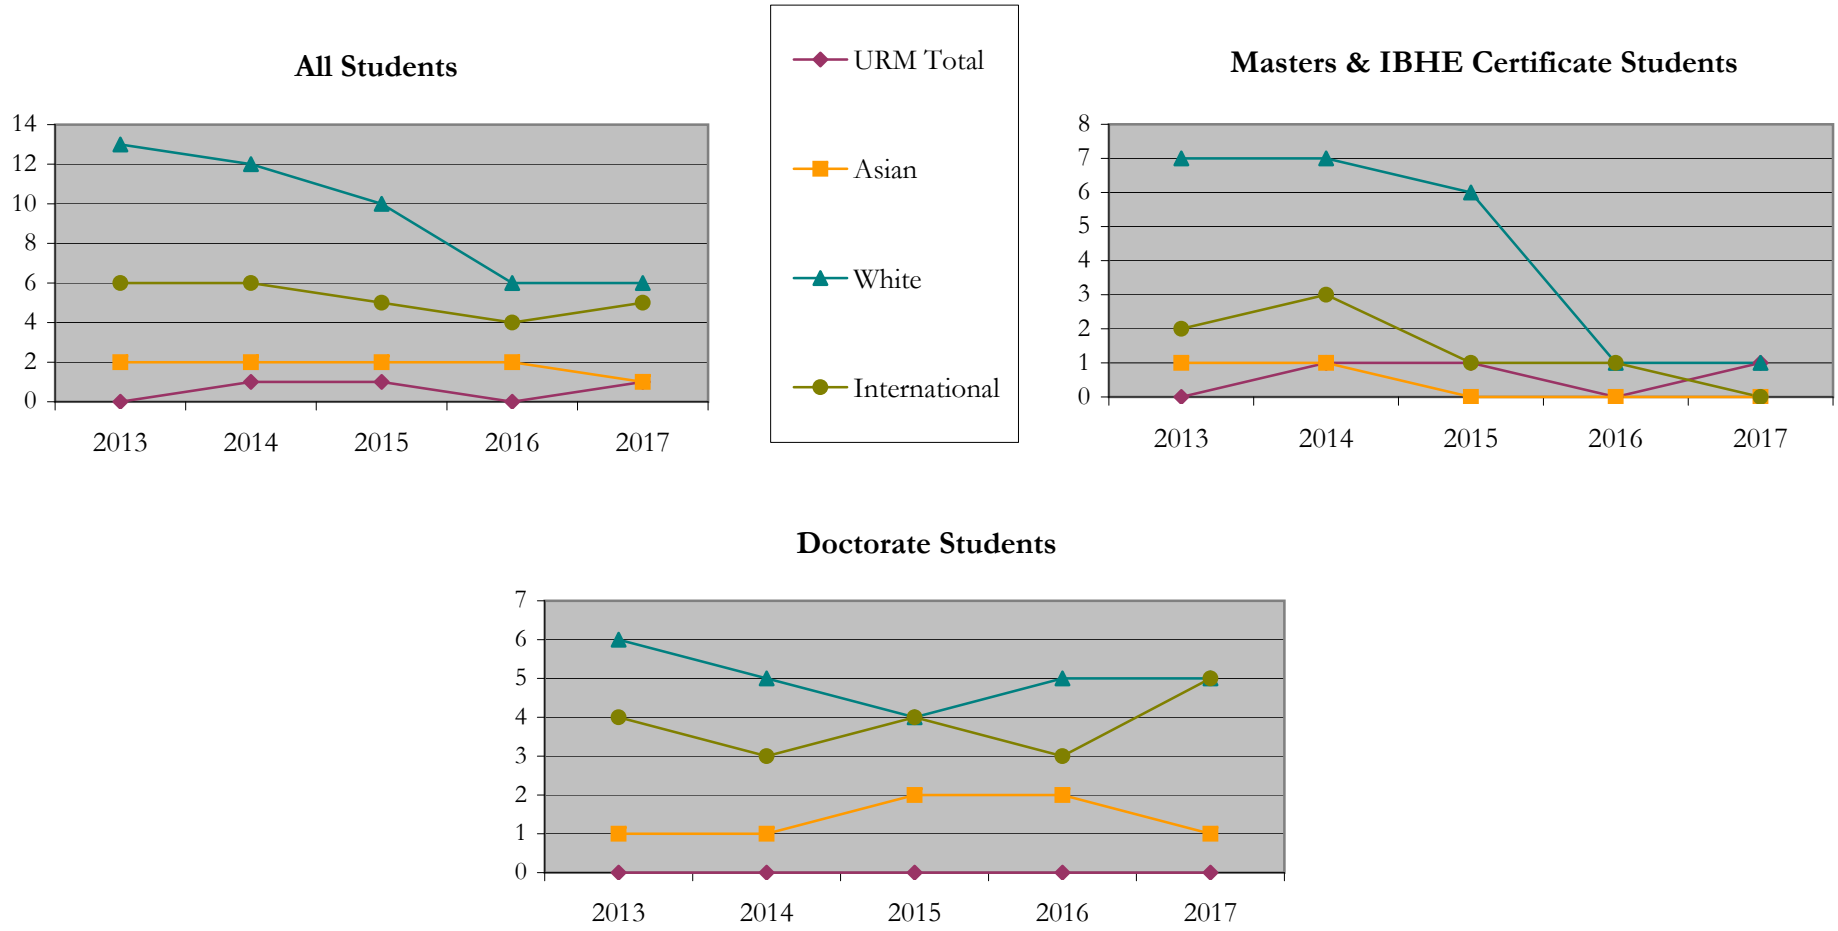 All Students
14
12
10
8
6
4
2
0
2013 2014 2015 2016 2017
URM Total
Asian
White
International
Masters & IBHE Certificate Students
8
7
6
5
4
3
2
1
0
2013 2014 2015 2016 2017
Doctorate Students
7
6
5
4
3
2
1
0
2013 2014 2015 2016 2017